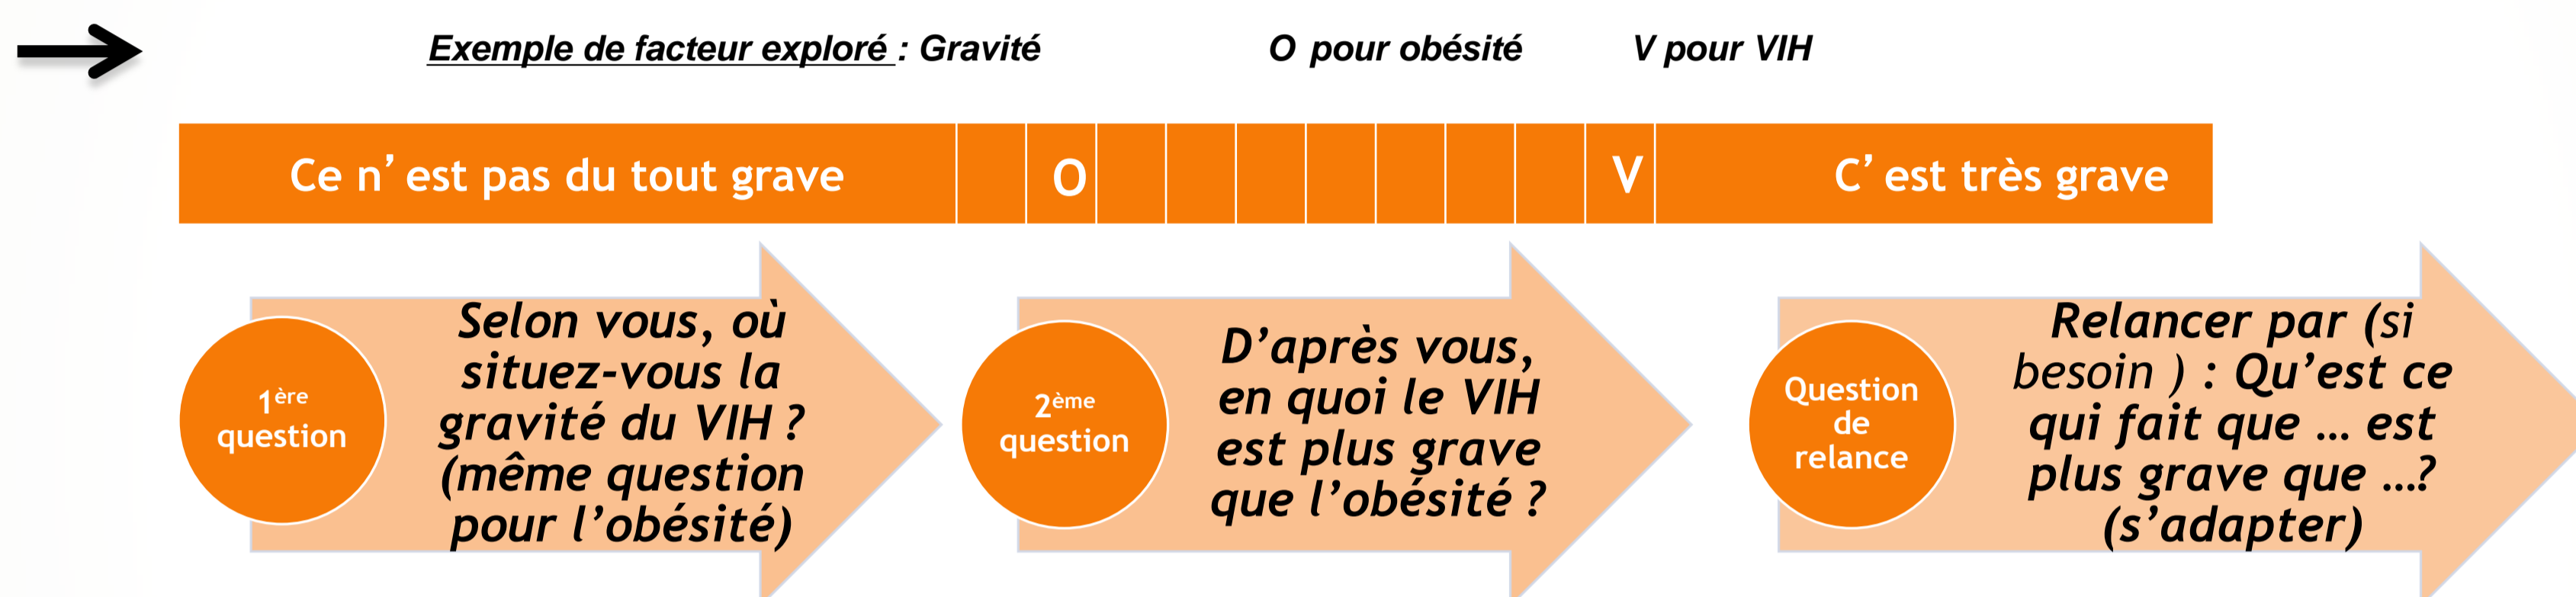 Exemple de facteur exploré : Gravité
O pour obésité
V pour VIH
Ce n’est pas du tout grave
O
V
C’est très grave
1ère
question
Selon vous, où
situez-vous la
gravité du VIH ?
(même question
pour l’obésité)
2ème
question
D’après vous,
en quoi le VIH
est plus grave
que l’obésité ?
Question
de
relance
Relancer par (si
besoin ) : Qu’est ce
qui fait que ... est
plus grave que ...?
(s’adapter)